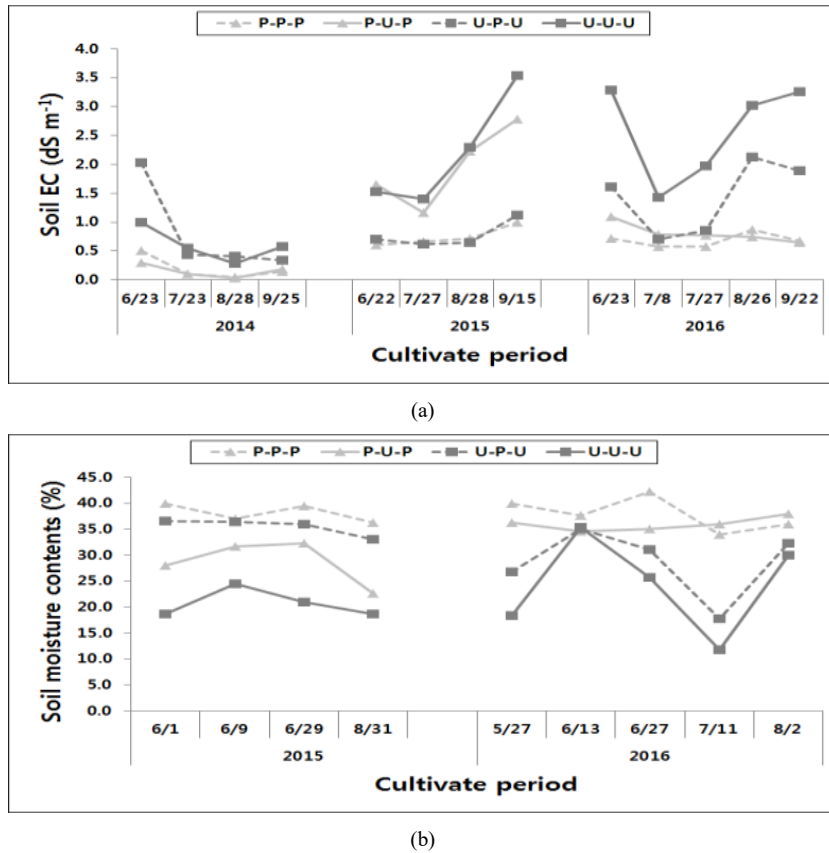 P-P-P P-U-P U-P-U U-U-U
4.0
3.5
3.0
2.5
2.0
1.5
1.0
0.5
0.0
Soil EC (dS m-1)
6/23 7/23 8/28 9/25 6/22 7/27 8/28 9/15 6/23 7/8 7/27 8/26 9/22
2014 2015 2016
Cultivate period
(a)
P-P-P P-U-P U-P-U U-U-U
45.0
40.0
35.0
30.0
25.0
20.0
15.0
10.0
5.0
0.0
Soil moisture contents (%)
6/1 6/9 6/29 8/31 5/27 6/13 6/27 7/11 8/2
2015 2016
Cultivate period
(b)